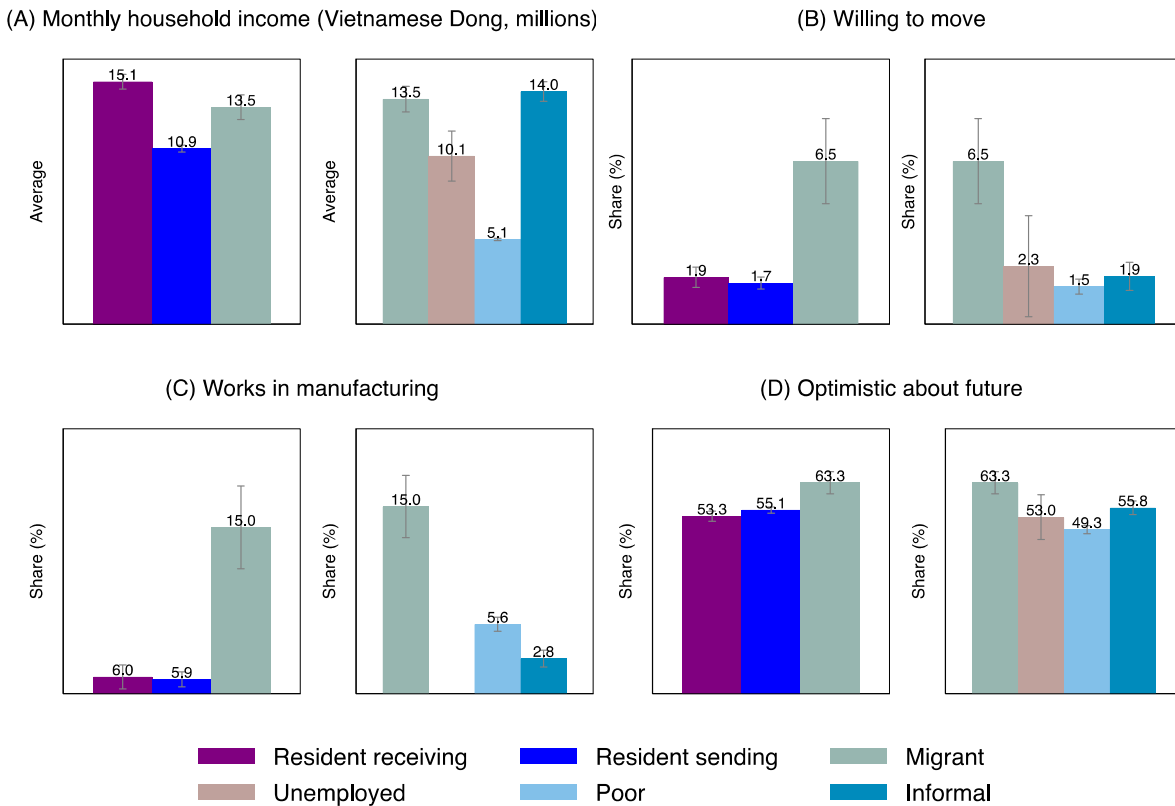 (A) Monthly household income (Vietnamese Dong, millions)
(B) Willing to move
Average
15.1
10.9
13.5
Average
13.5
10.1
5.1
14.0
Share (%)
1.9
1.7
6.5
Share (%)
6.5
2.3
1.5
1.9
(C) Works in manufacturing
(D) Optimistic about future
Share (%)
6.0
5.9
15.0
Share (%)
15.0
5.6
2.8
Share (%)
53.3
55.1
63.3
Share (%)
63.3
53.0
49.3
55.8
Resident receiving
Resident sending
Migrant
Unemployed
Poor
Informal